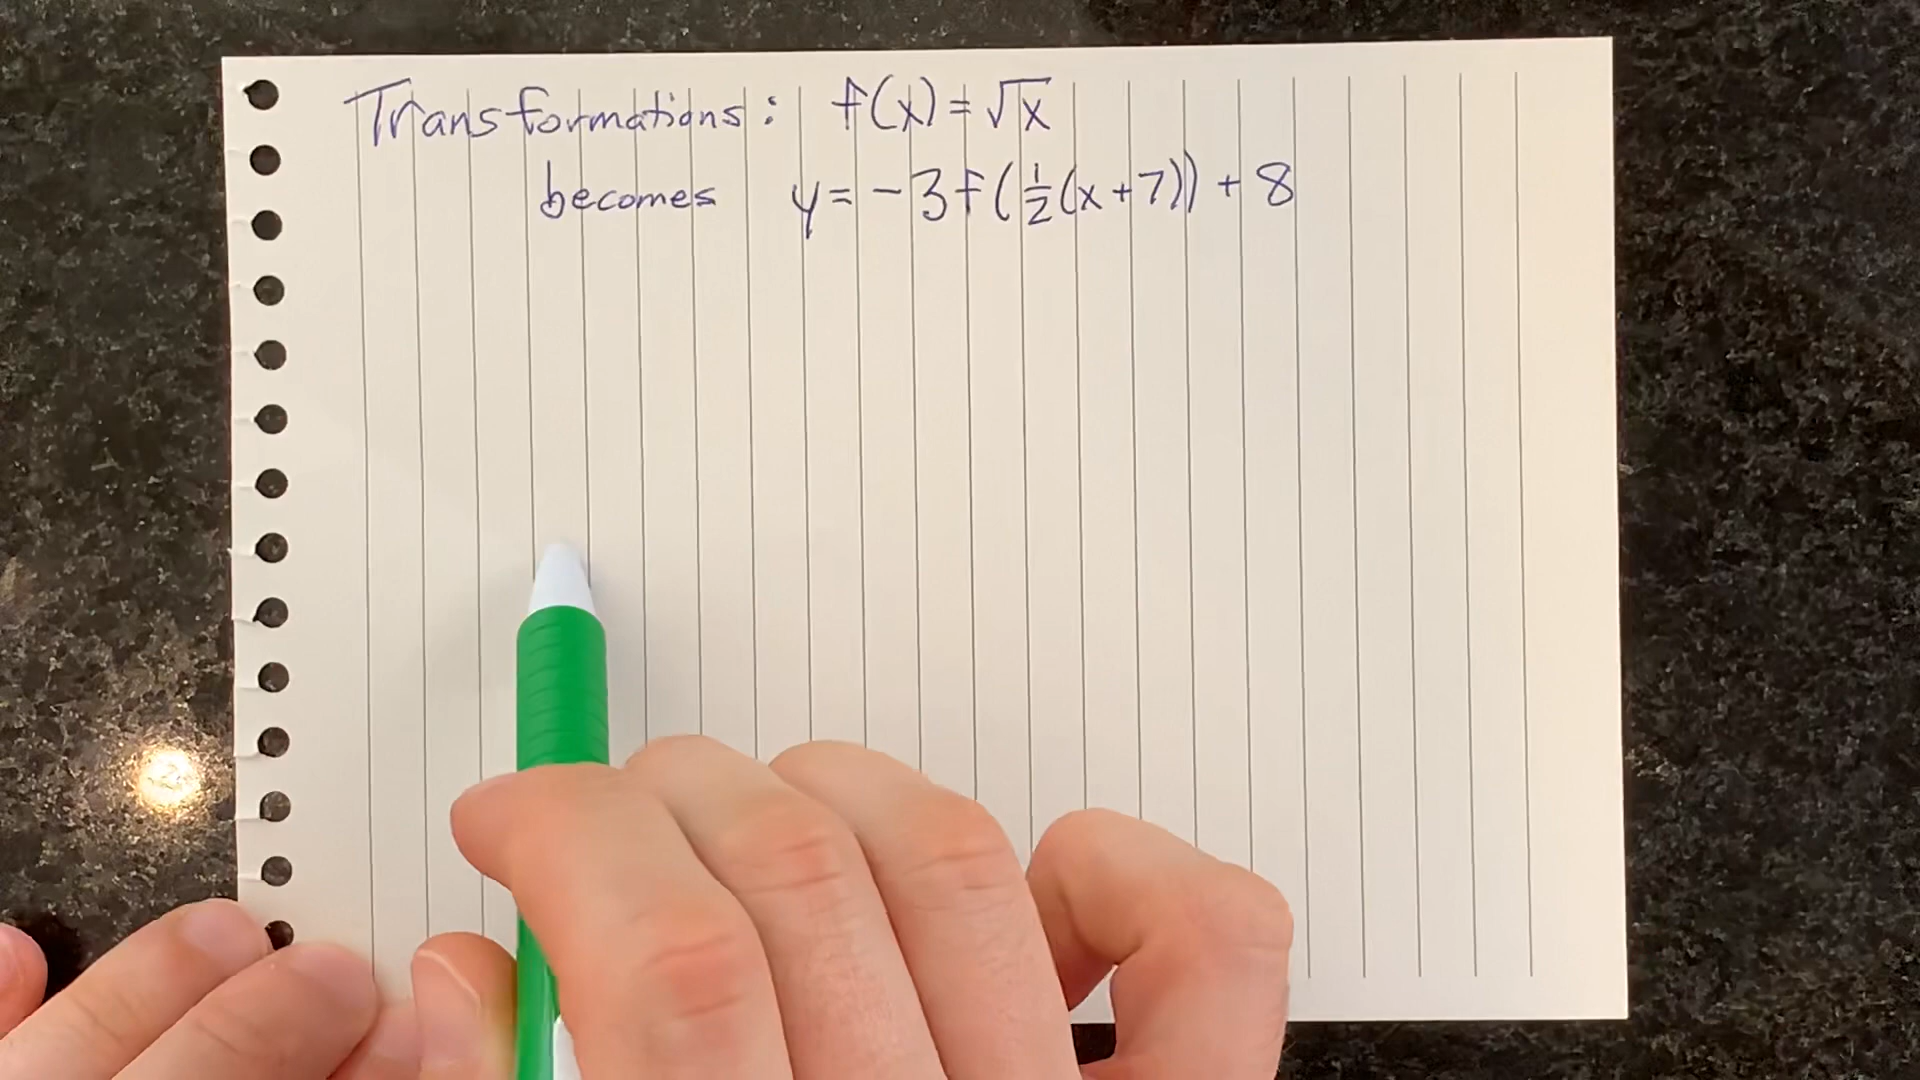 Transformations: f(x) = √x
becomes y = -3f(½(x+7)) + 8